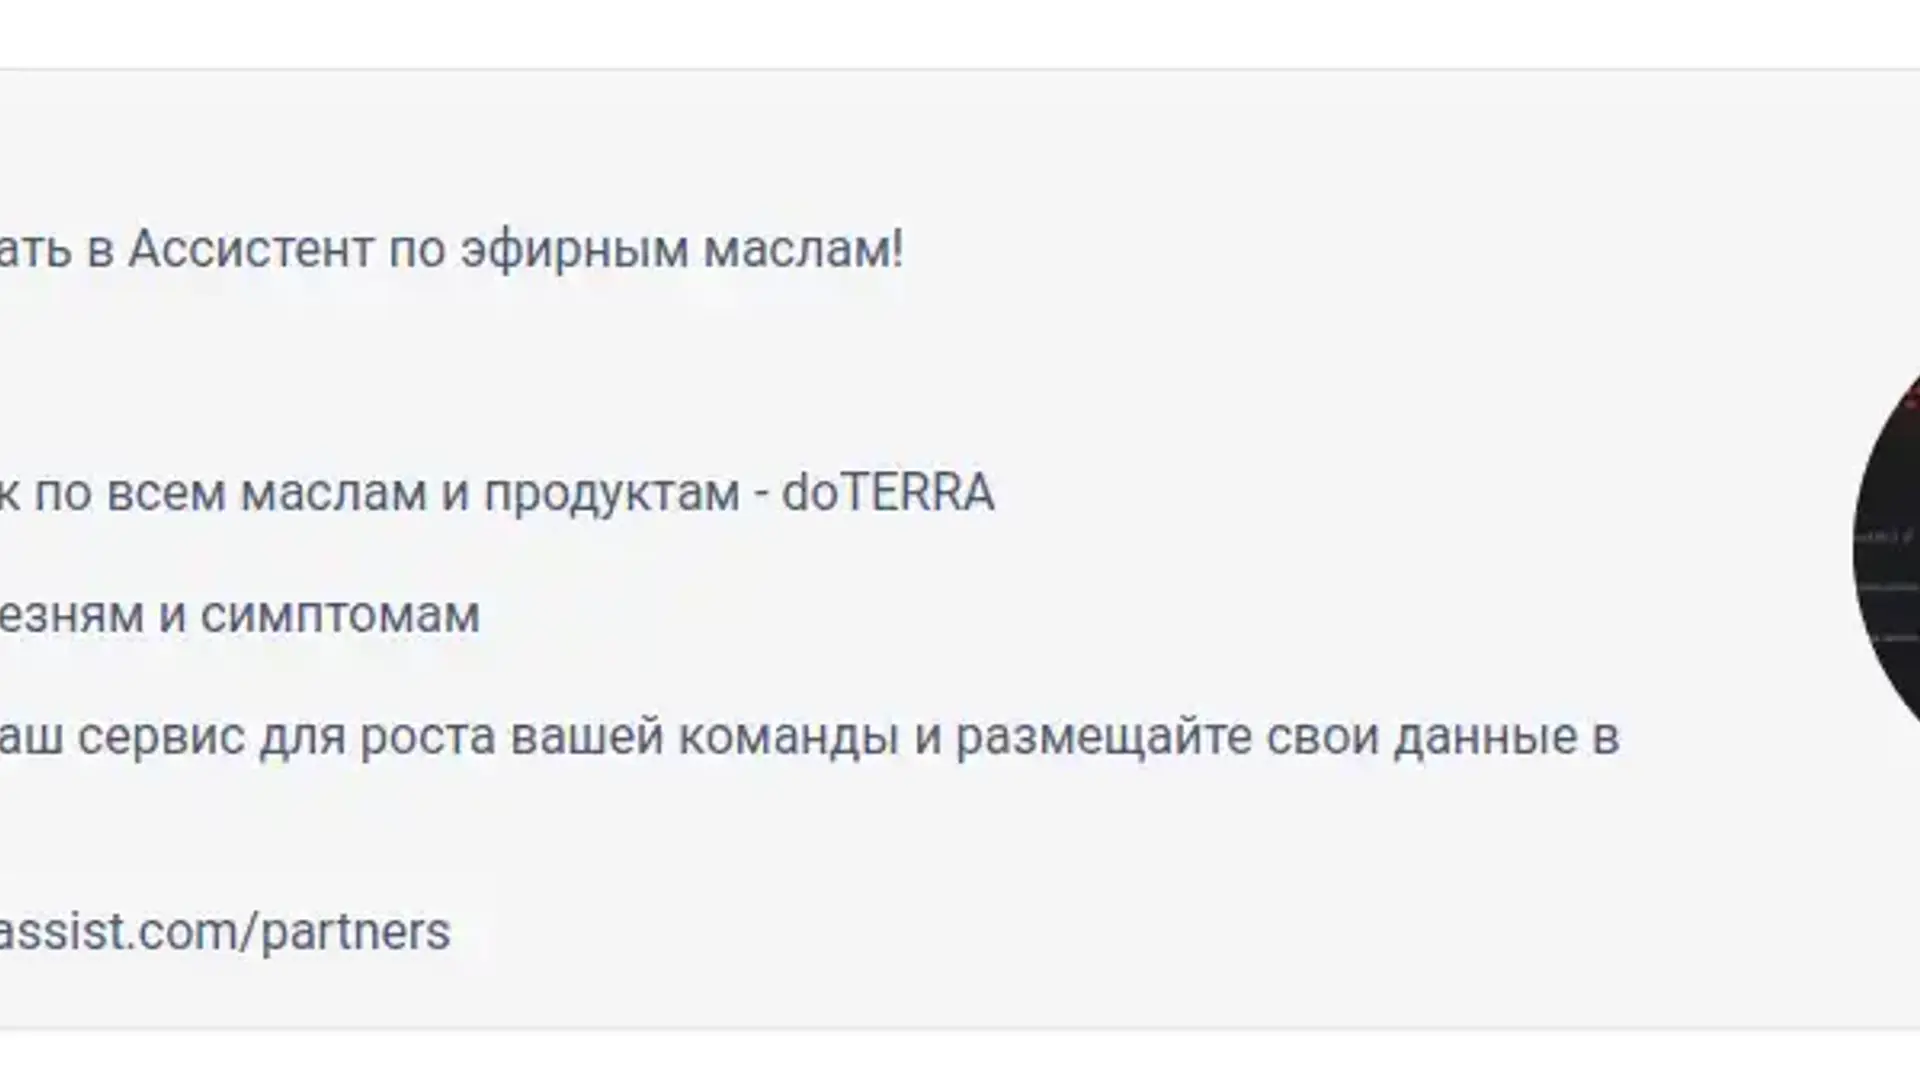 ать в Ассистент по эфирным маслам!
к по всем маслам и продуктам - doTERRA
езням и симптомам
аш сервис для роста вашей команды и размещайте свои данные в
assist.com/partners